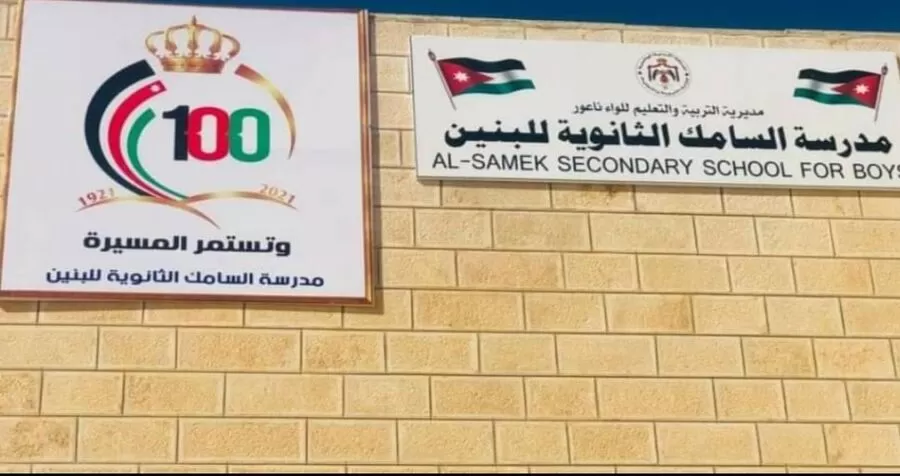 100
1921 2021
وتستمر المسيرة
مدرسة السامك الثانوية للبنين
مديرية التربية والتعليم للواء ناعور
مدرسة السامك الثانوية للبنين
AL-SAMEK SECONDARY SCHOOL FOR BOYS